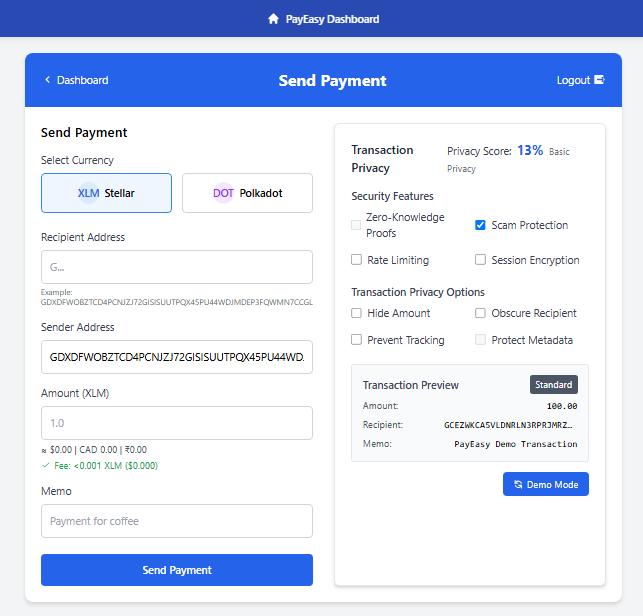 PayEasy Dashboard
Dashboard
Send Payment
Logout
Send Payment
Select Currency
XLM Stellar
DOT Polkadot
Recipient Address
G...
Example:
GDXDFWOBZTCD4PCNJZJ72GISISUUTPQX45PU44WDJMDEP3FQWMN7CCGL
Sender Address
GDXDFWOBZTCD4PCNJZJ72GISISUUTPQX45PU44WD.
Amount (XLM)
1.0
≈ $0.00 | CAD 0.00 | ₹0.00
✓ Fee: <0.001 XLM ($0.000)
Memo
Payment for coffee
Send Payment
Transaction
Privacy
Privacy Score: 13% Basic
Privacy
Security Features
Zero-Knowledge
Proofs
Scam Protection
Rate Limiting
Session Encryption
Transaction Privacy Options
Hide Amount
Obscure Recipient
Prevent Tracking
Protect Metadata
Transaction Preview
Standard
Amount:
100.00
Recipient:
GCEZWKCA5VLDNRLN3RPRJMRZ…
Memo:
PayEasy Demo Transaction
Demo Mode